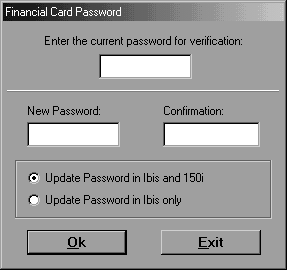 Financial Card Password
Enter the current password for verification:
New Password: Confirmation:
Update Password in Ibis and 150i
Update Password in Ibis only
Ok Exit